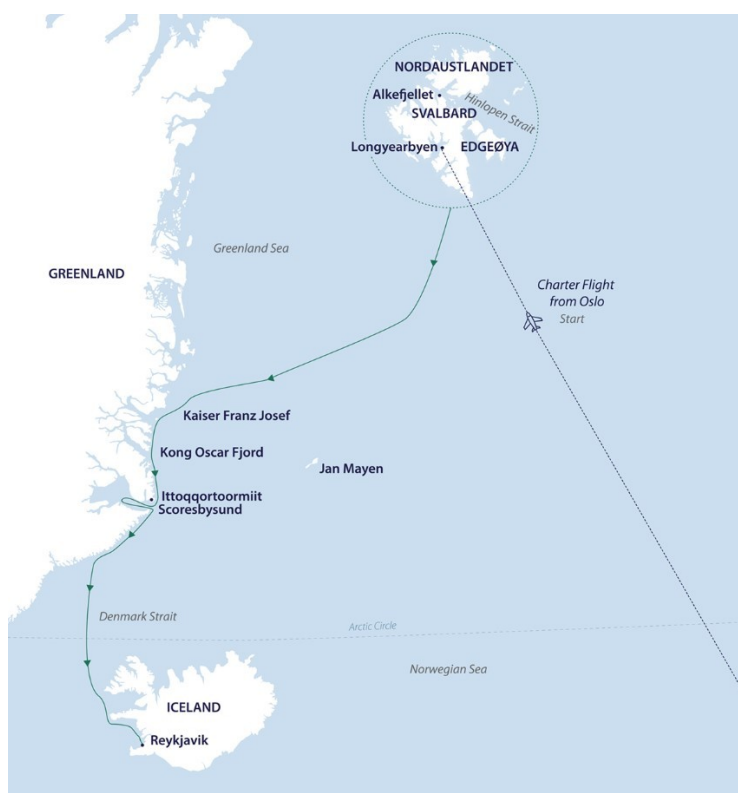 NORDAUSTLANDET
Alkefjellet
Hinlopen Strait
SVALBARD
Longyearbyen
EDGEØYA
Greenland Sea
GREENLAND
Charter Flight
from Oslo
Start
Kaiser Franz Josef
Kong Oscar Fjord
Jan Mayen
Ittoqqortoormiit
Scoresbysund
Denmark Strait
Arctic Circle
Norwegian Sea
ICELAND
Reykjavik